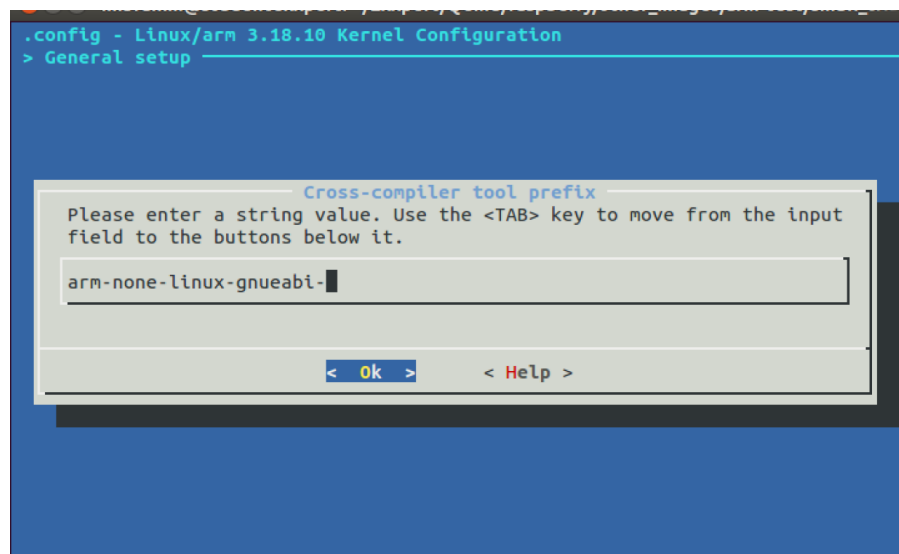 .config - Linux/arm 3.18.10 Kernel Configuration
> General setup
Cross-compiler tool prefix
Please enter a string value. Use the <TAB> key to move from the input
field to the buttons below it.
arm-none-linux-gnueabi-
< Ok > < Help >